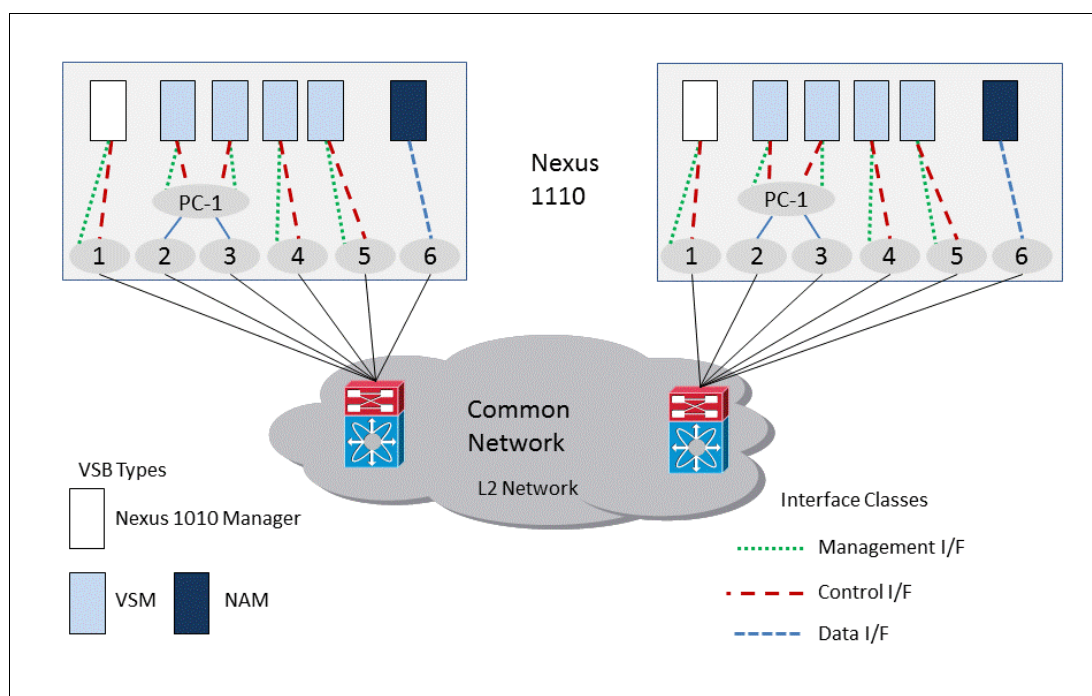 Nexus
1110
PC-1
1 2 3 4 5 6
PC-1
1 2 3 4 5 6
Common
Network
L2 Network
VSB Types
Nexus 1010 Manager
VSM
NAM
Interface Classes
Management I/F
Control I/F
Data I/F